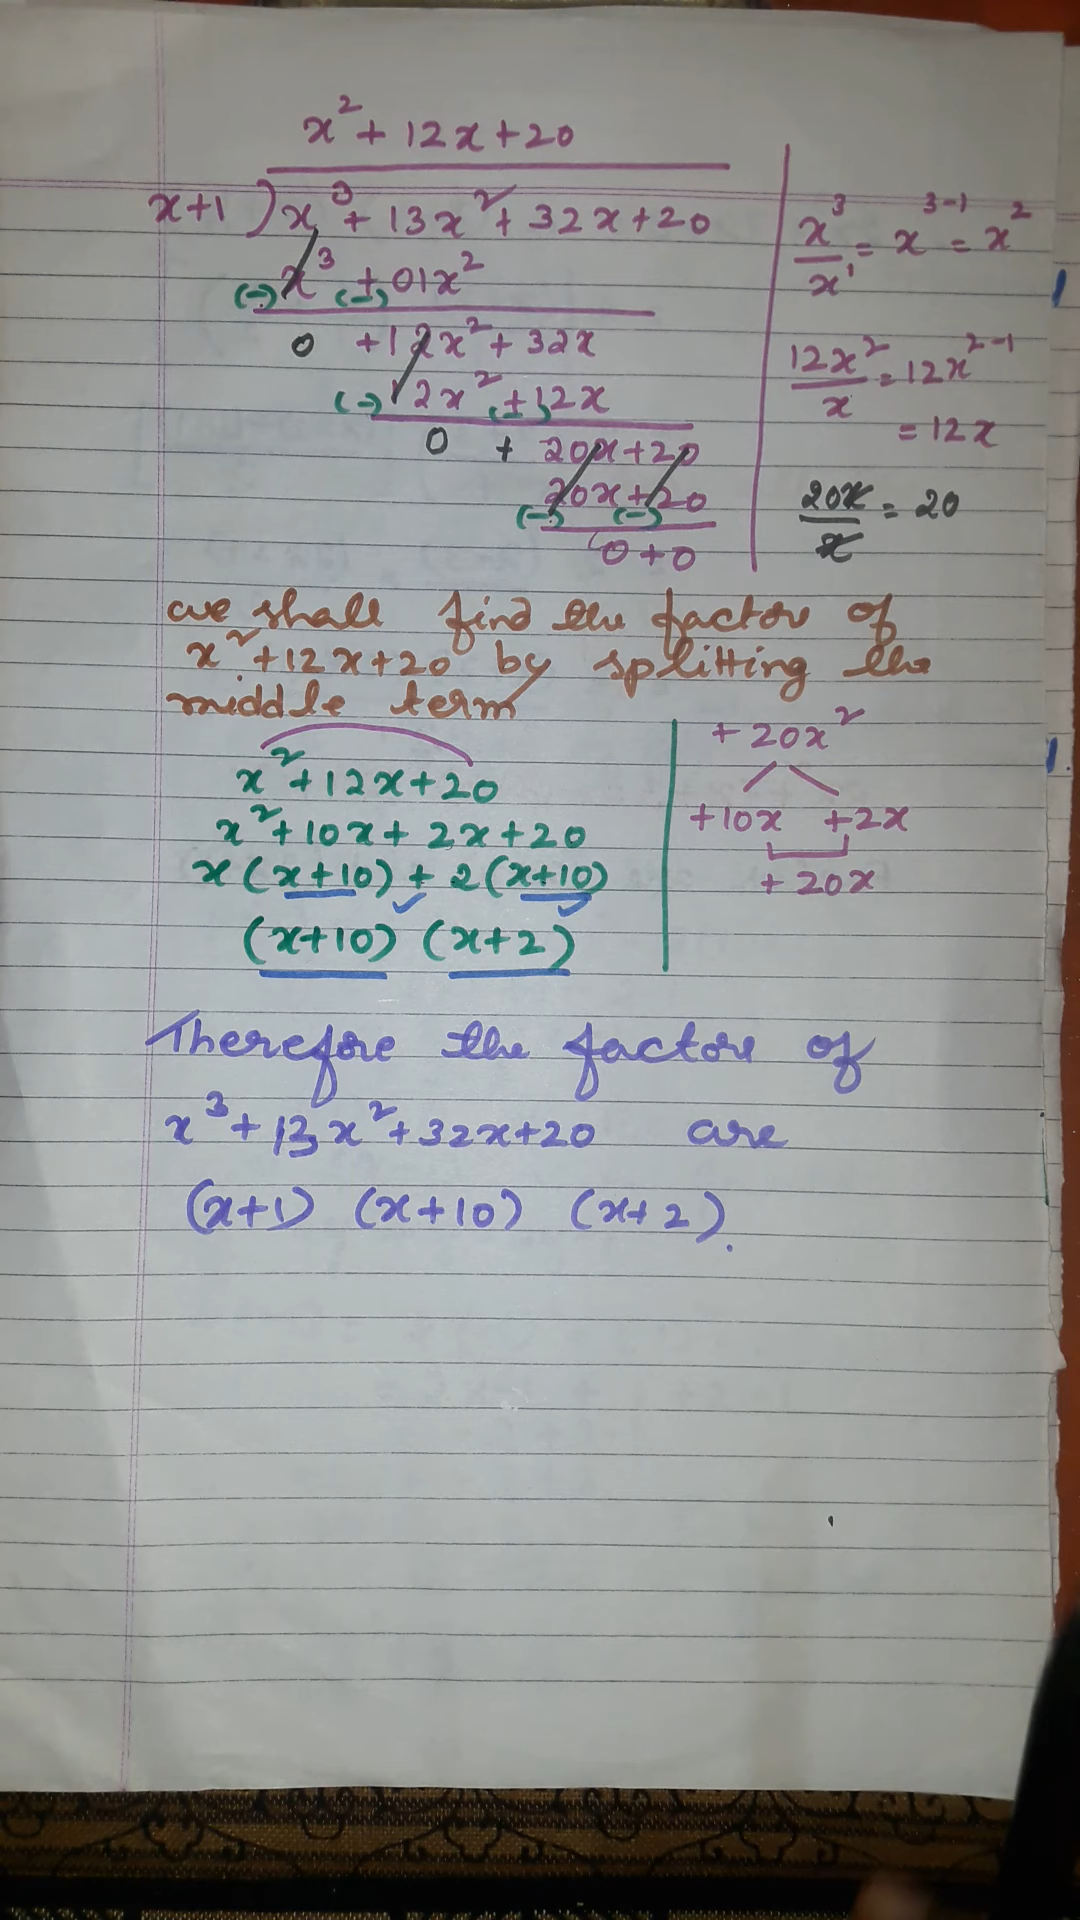 x² + 12x + 20
x+1 ) x³ + 13x² + 32x + 20
x³ + 01x²
(-) (-)
0 + 12x² + 32x
12x² + 12x
(-) (-)
0 + 20x + 20
20x + 20
(-) (-)
0 + 0
x³/x¹ = x³⁻¹ = x²
12x²/x = 12x²⁻¹
= 12x
20x/x = 20
we shall find the factor of
x² + 12x + 20 by splitting the
middle term
x² + 12x + 20
x² + 10x + 2x + 20
x (x+10) + 2 (x+10)
(x+10) (x+2)
+ 20x²
+10x +2x
+ 20x
Therefore the factors of
x³ + 13x² + 32x + 20 are
(x+1) (x+10) (x+2).